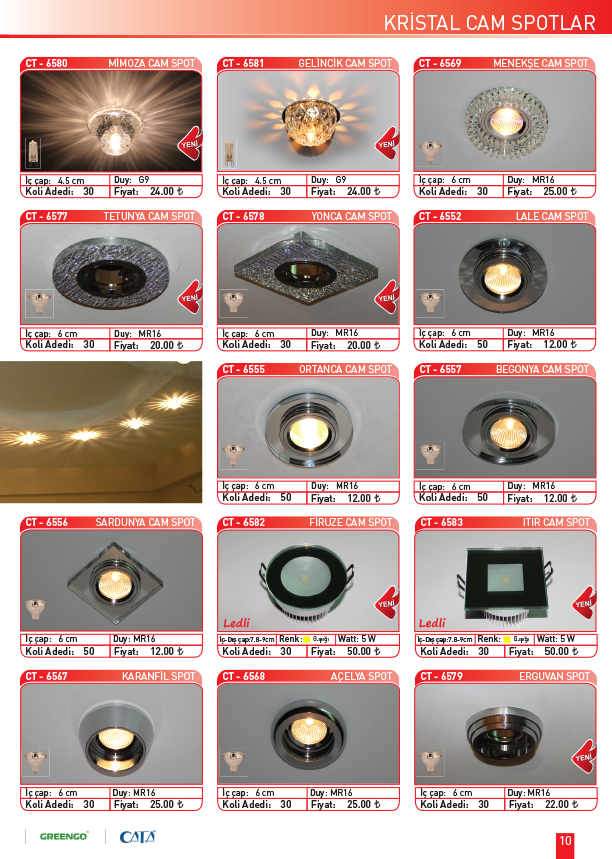 KRİSTAL CAM SPOTLAR
CT - 6580 MİMOZA CAM SPOT
YENİ
İç çap: 4.5 cm Duy: G9
Koli Adedi: 30 Fiyat: 24.00 ₺
CT - 6581 GELİNCİK CAM SPOT
YENİ
İç çap: 4.5 cm Duy: G9
Koli Adedi: 30 Fiyat: 24.00 ₺
CT - 6569 MENEKŞE CAM SPOT
İç çap: 6 cm Duy: MR16
Koli Adedi: 30 Fiyat: 25.00 ₺
CT - 6577 TETUNYA CAM SPOT
YENİ
İç çap: 6 cm Duy: MR16
Koli Adedi: 30 Fiyat: 20.00 ₺
CT - 6578 YONCA CAM SPOT
YENİ
İç çap: 6 cm Duy: MR16
Koli Adedi: 30 Fiyat: 20.00 ₺
CT - 6552 LALE CAM SPOT
İç çap: 6 cm Duy: MR16
Koli Adedi: 50 Fiyat: 12.00 ₺
CT - 6555 ORTANCA CAM SPOT
İç çap: 6 cm Duy: MR16
Koli Adedi: 50 Fiyat: 12.00 ₺
CT - 6557 BEGONYA CAM SPOT
İç çap: 6 cm Duy: MR16
Koli Adedi: 50 Fiyat: 12.00 ₺
CT - 6556 SARDUNYA CAM SPOT
İç çap: 6 cm Duy: MR16
Koli Adedi: 50 Fiyat: 12.00 ₺
CT - 6582 FİRUZE CAM SPOT
Ledli
YENİ
İç-Dış çap:7.8-9cm Renk: G.ışığı Watt: 5 W
Koli Adedi: 30 Fiyat: 50.00 ₺
CT - 6583 ITIR CAM SPOT
Ledli
YENİ
İç-Dış çap:7.8-9cm Renk: G.ışığı Watt: 5 W
Koli Adedi: 30 Fiyat: 50.00 ₺
CT - 6567 KARANFİL SPOT
İç çap: 6 cm Duy: MR16
Koli Adedi: 30 Fiyat: 25.00 ₺
CT - 6568 AÇELYA SPOT
İç çap: 6 cm Duy: MR16
Koli Adedi: 30 Fiyat: 25.00 ₺
CT - 6579 ERGUVAN SPOT
YENİ
İç çap: 6 cm Duy: MR16
Koli Adedi: 30 Fiyat: 22.00 ₺
GREENGO CATA 10